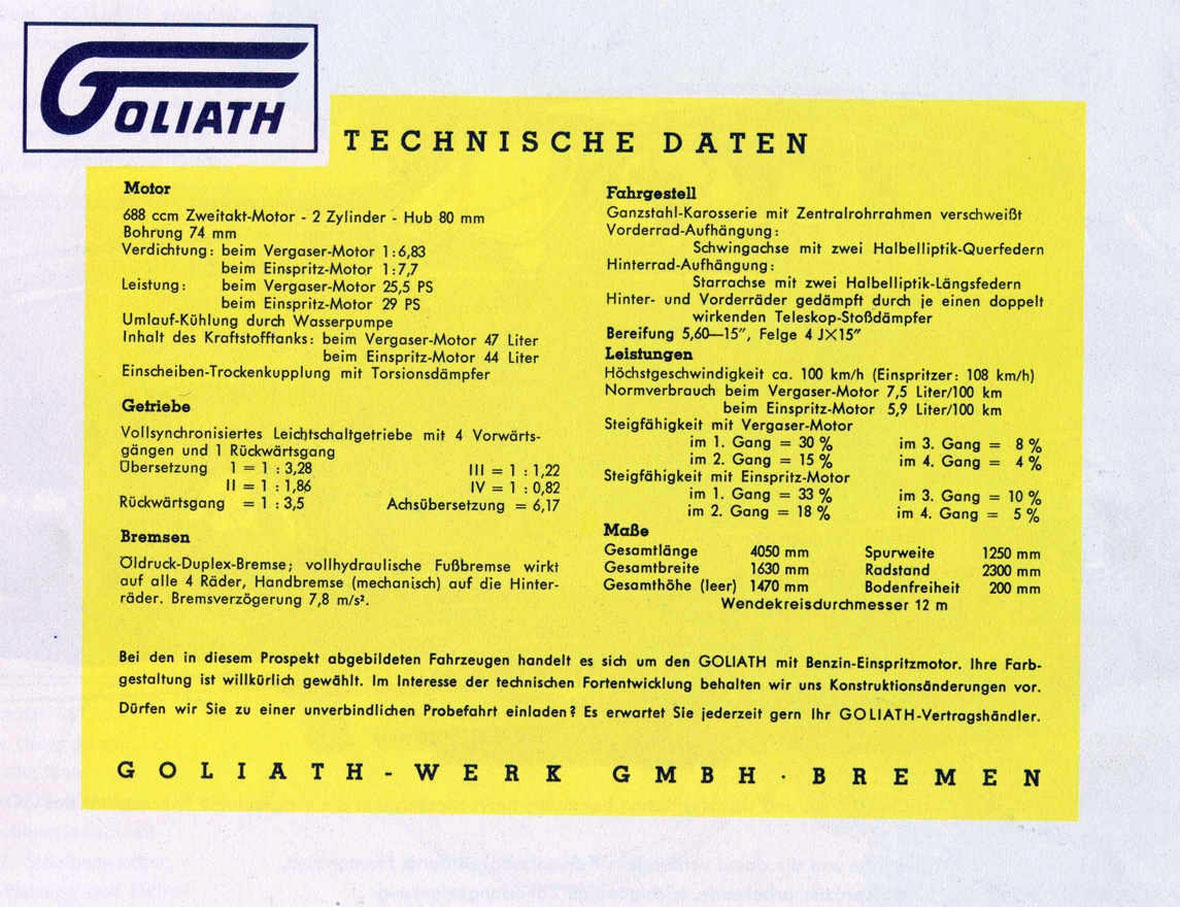 GOLIATH
TECHNISCHE DATEN
Motor
688 ccm Zweitakt-Motor - 2 Zylinder - Hub 80 mm
Bohrung 74 mm
Verdichtung: beim Vergaser-Motor 1:6,83
beim Einspritz-Motor 1:7,7
Leistung: beim Vergaser-Motor 25,5 PS
beim Einspritz-Motor 29 PS
Umlauf-Kühlung durch Wasserpumpe
Inhalt des Kraftstofftanks: beim Vergaser-Motor 47 Liter
beim Einspritz-Motor 44 Liter
Einscheiben-Trockenkupplung mit Torsionsdämpfer
Getriebe
Vollsynchronisiertes Leichtschaltgetriebe mit 4 Vorwärts-
gängen und 1 Rückwärtsgang
Übersetzung I = 1 : 3,28 III = 1 : 1,22
II = 1 : 1,86 IV = 1 : 0,82
Rückwärtsgang = 1 : 3,5 Achsübersetzung = 6,17
Bremsen
Öldruck-Duplex-Bremse; vollhydraulische Fußbremse wirkt
auf alle 4 Räder, Handbremse (mechanisch) auf die Hinter-
räder. Bremsverzögerung 7,8 m/s².
Fahrgestell
Ganzstahl-Karosserie mit Zentralrohrrahmen verschweißt
Vorderrad-Aufhängung:
Schwingachse mit zwei Halbelliptik-Querfedern
Hinterrad-Aufhängung:
Starrachse mit zwei Halbelliptik-Längsfedern
Hinter- und Vorderräder gedämpft durch je einen doppelt
wirkenden Teleskop-Stoßdämpfer
Bereifung 5,60—15", Felge 4 J×15"
Leistungen
Höchstgeschwindigkeit ca. 100 km/h (Einspritzer: 108 km/h)
Normverbrauch beim Vergaser-Motor 7,5 Liter/100 km
beim Einspritz-Motor 5,9 Liter/100 km
Steigfähigkeit mit Vergaser-Motor
im 1. Gang = 30 % im 3. Gang = 8 %
im 2. Gang = 15 % im 4. Gang = 4 %
Steigfähigkeit mit Einspritz-Motor
im 1. Gang = 33 % im 3. Gang = 10 %
im 2. Gang = 18 % im 4. Gang = 5 %
Maße
Gesamtlänge 4050 mm Spurweite 1250 mm
Gesamtbreite 1630 mm Radstand 2300 mm
Gesamthöhe (leer) 1470 mm Bodenfreiheit 200 mm
Wendekreisdurchmesser 12 m
Bei den in diesem Prospekt abgebildeten Fahrzeugen handelt es sich um den GOLIATH mit Benzin-Einspritzmotor. Ihre Farb-
gestaltung ist willkürlich gewählt. Im Interesse der technischen Fortentwicklung behalten wir uns Konstruktionsänderungen vor.
Dürfen wir Sie zu einer unverbindlichen Probefahrt einladen? Es erwartet Sie jederzeit gern Ihr GOLIATH-Vertragshändler.
GOLIATH-WERK GMBH · BREMEN